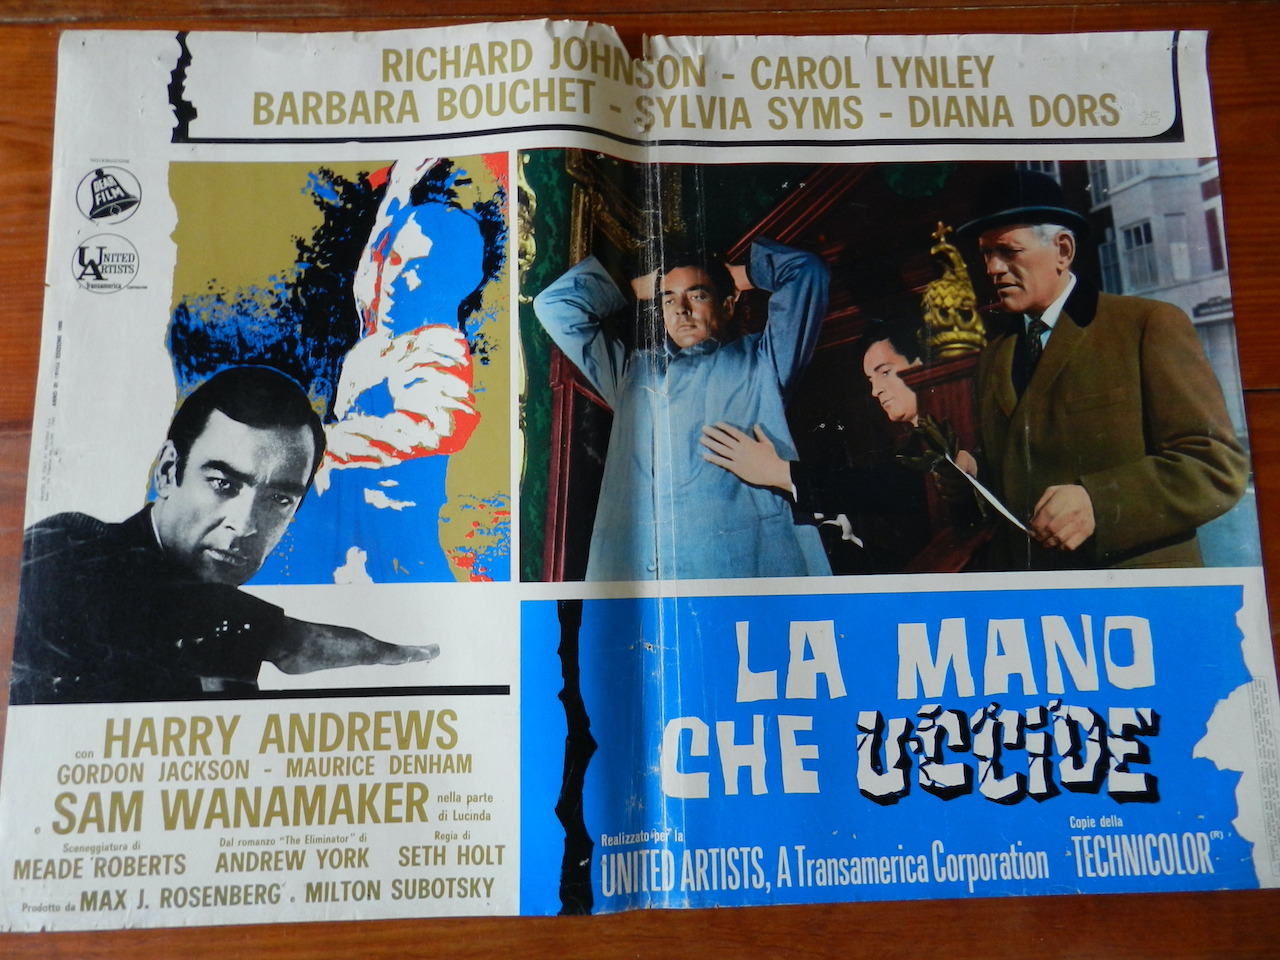 RICHARD JOHNSON - CAROL LYNLEY
BARBARA BOUCHET - SYLVIA SYMS - DIANA DORS
25
DEAR FILM
UNITED ARTISTS
Transamerica
LA MANO
CHE UCCIDE
con HARRY ANDREWS
GORDON JACKSON - MAURICE DENHAM
e SAM WANAMAKER nella parte di Lucinda
Sceneggiatura di
MEADE ROBERTS
Dal romanzo "The Eliminator" di
ANDREW YORK
Regia di
SETH HOLT
Prodotto da MAX J. ROSENBERG e MILTON SUBOTSKY
Realizzato per la
UNITED ARTISTS, A Transamerica Corporation
Copie della
TECHNICOLOR (R)